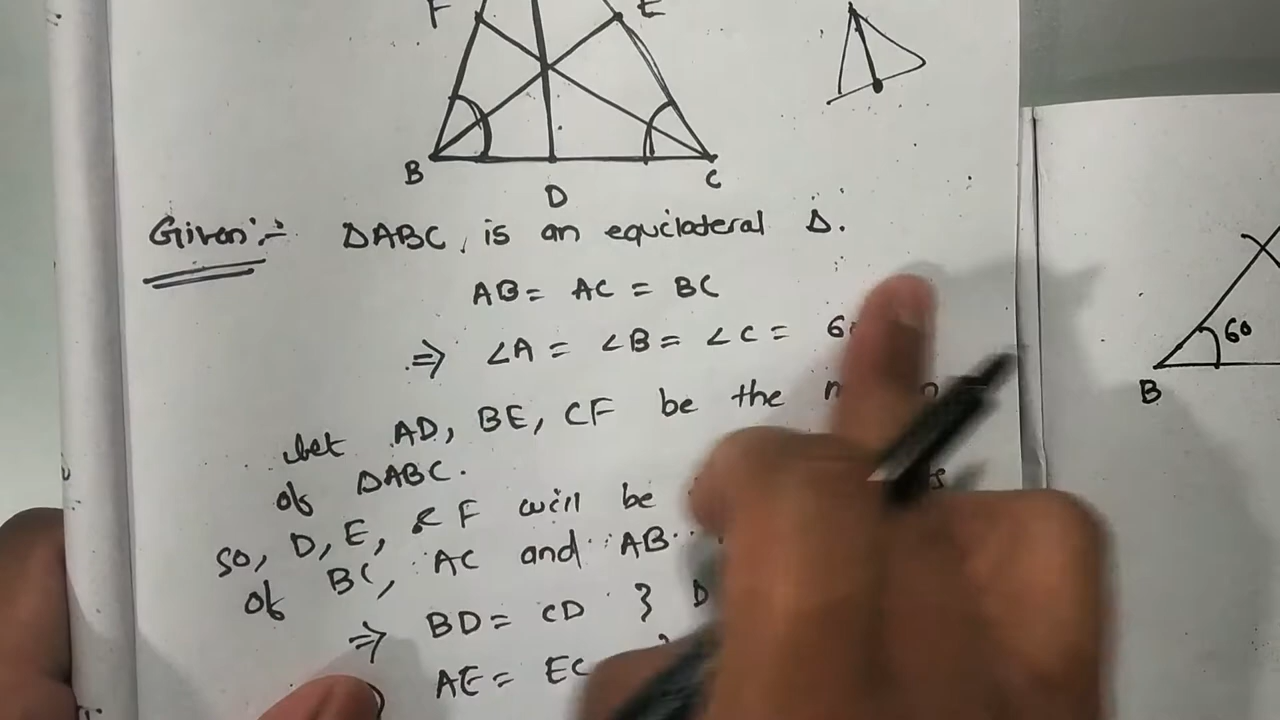 F E
B D C
Given :- ΔABC, is an equilateral Δ.
AB = AC = BC
⇒ ∠A = ∠B = ∠C =
60
B
let AD, BE, CF be the
of ΔABC.
so, D, E, & F will be
of BC, AC and AB
⇒ BD = CD }
AE = EC